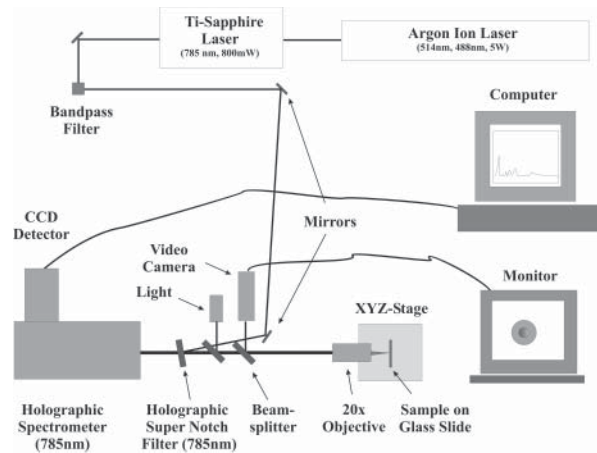 Ti-Sapphire
Laser
(785 nm, 800mW)
Argon Ion Laser
(514nm, 488nm, 5W)
Bandpass
Filter
Computer
CCD
Detector
Mirrors
Video
Camera
Light
Monitor
XYZ-Stage
Holographic
Spectrometer
(785nm)
Holographic
Super Notch
Filter (785nm)
Beam-
splitter
20x
Objective
Sample on
Glass Slide